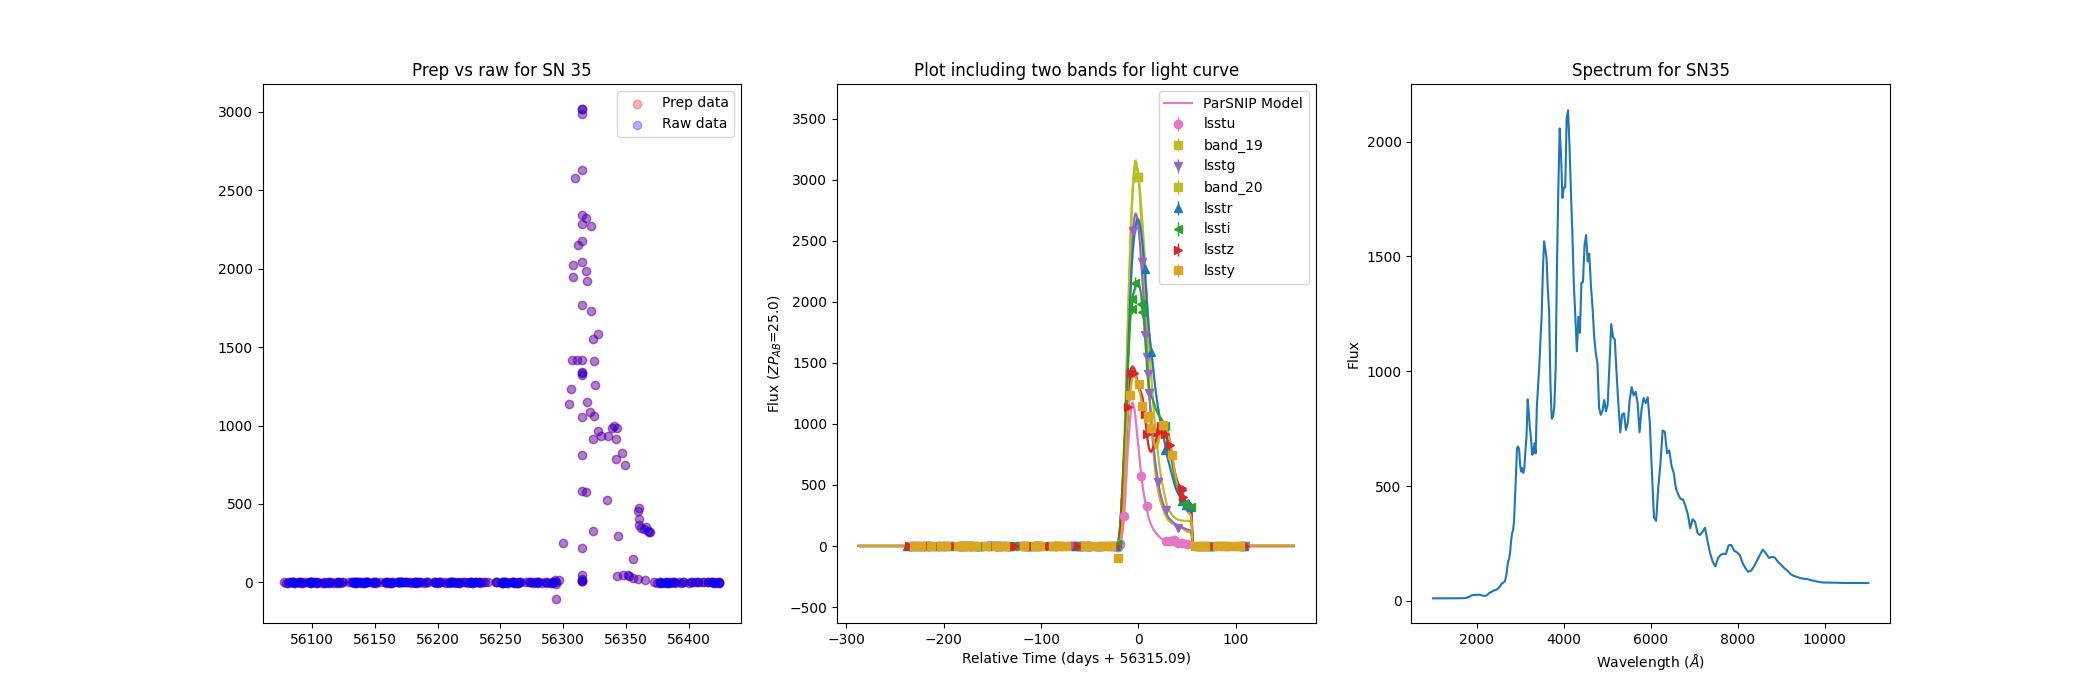 Prep vs raw for SN 35
Prep data
Raw data
3000
2500
2000
1500
1000
500
0
56100 56150 56200 56250 56300 56350 56400
Plot including two bands for light curve
ParSNIP Model
lsstu
band_19
lsstg
band_20
lsstr
lssti
lsstz
lssty
Flux (ZP_AB=25.0)
3500
3000
2500
2000
1500
1000
500
0
−500
−300 −200 −100 0 100
Relative Time (days + 56315.09)
Spectrum for SN35
Flux
2000
1500
1000
500
0
2000 4000 6000 8000 10000
Wavelength (Å)